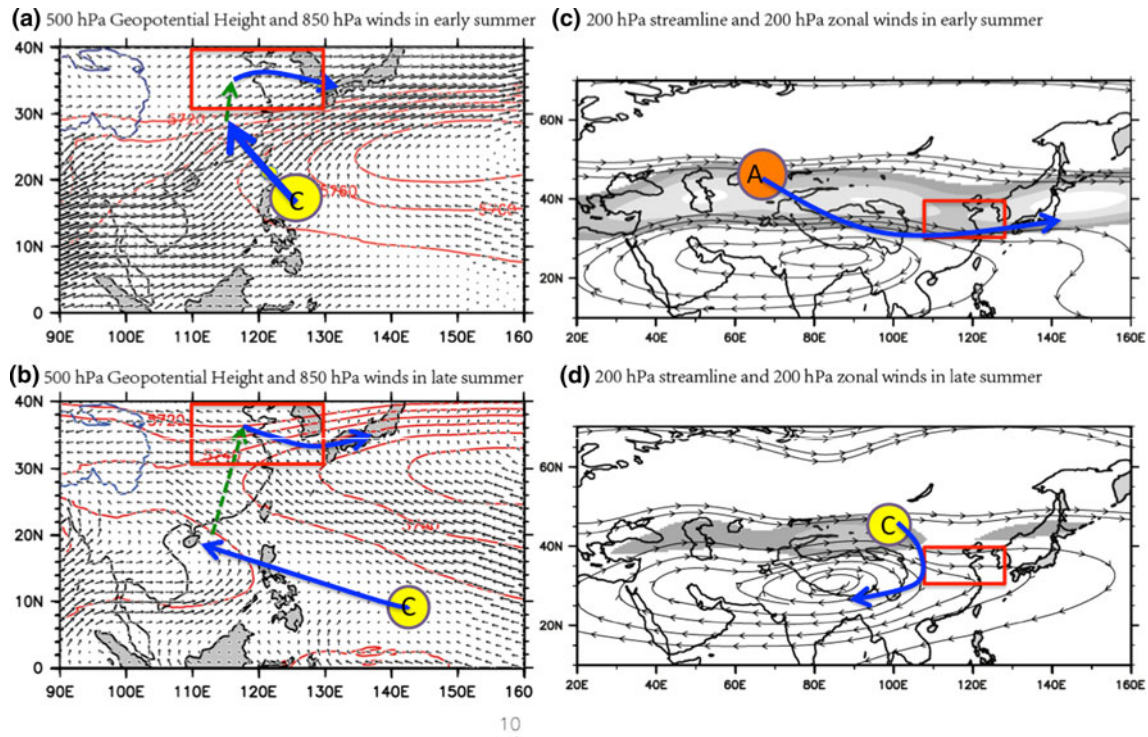 (a) 500 hPa Geopotential Height and 850 hPa winds in early summer
40N
30N
20N
10N
0
5720
5760
5760
C
90E 100E 110E 120E 130E 140E 150E 160
(c) 200 hPa streamline and 200 hPa zonal winds in early summer
60N
40N
20N
A
20E 40E 60E 80E 100E 120E 140E 160E
(b) 500 hPa Geopotential Height and 850 hPa winds in late summer
40N
30N
20N
10N
0
5720
C
90E 100E 110E 120E 130E 140E 150E 160
(d) 200 hPa streamline and 200 hPa zonal winds in late summer
60N
40N
20N
C
20E 40E 60E 80E 100E 120E 140E 160E
10